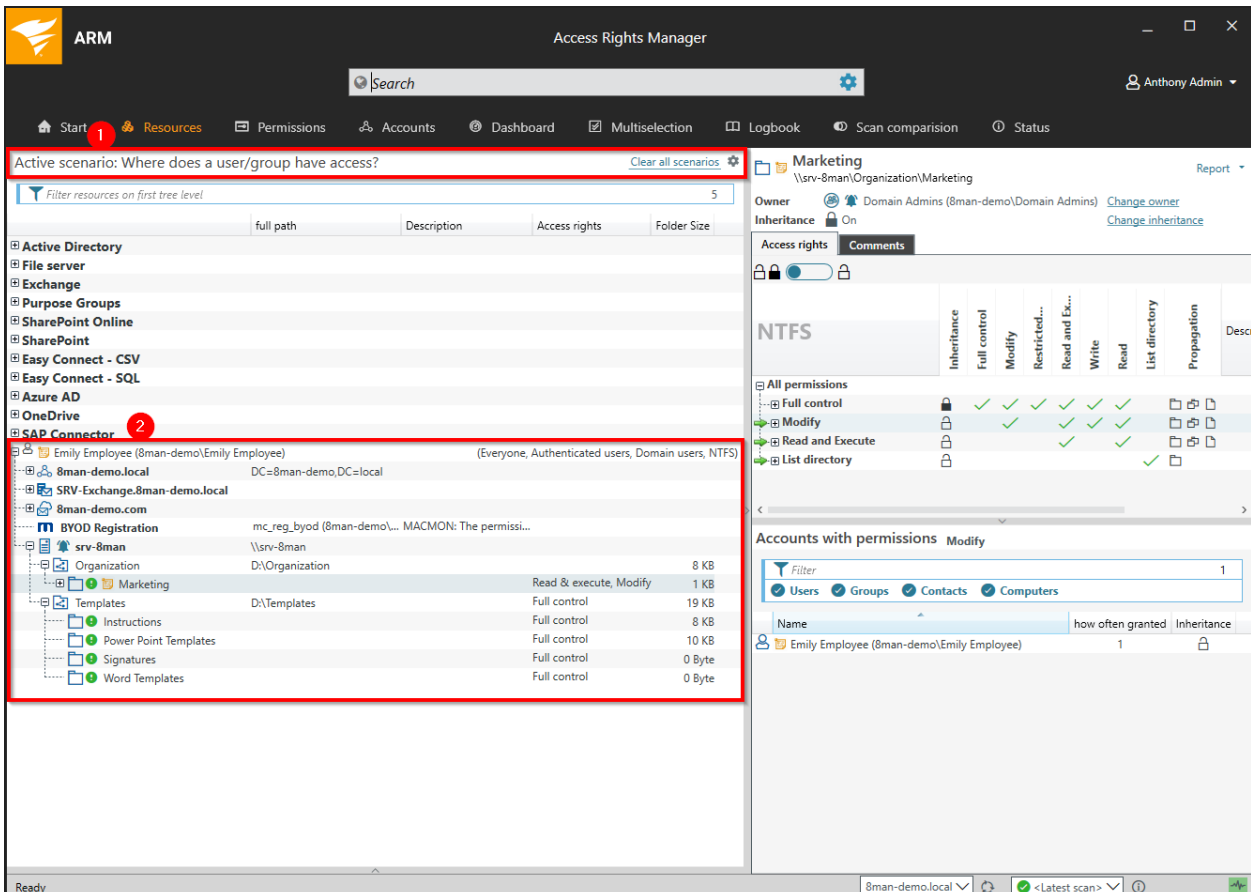 ARM
Access Rights Manager
Search
Anthony Admin
Start
1
Resources
Permissions
Accounts
Dashboard
Multiselection
Logbook
Scan comparision
Status
Active scenario: Where does a user/group have access?
Clear all scenarios
Filter resources on first tree level
5
full path Description Access rights Folder Size
Active Directory
File server
Exchange
Purpose Groups
SharePoint Online
SharePoint
Easy Connect - CSV
Easy Connect - SQL
Azure AD
OneDrive
SAP Connector
2
Emily Employee (8man-demo\Emily Employee) (Everyone, Authenticated users, Domain users, NTFS)
8man-demo.local DC=8man-demo,DC=local
SRV-Exchange.8man-demo.local
8man-demo.com
BYOD Registration mc_reg_byod (8man-demo\... MACMON: The permissi...
srv-8man \\srv-8man
Organization D:\Organization 8 KB
Marketing Read & execute, Modify 1 KB
Templates D:\Templates Full control 19 KB
Instructions Full control 8 KB
Power Point Templates Full control 10 KB
Signatures Full control 0 Byte
Word Templates Full control 0 Byte
Marketing
\\srv-8man\Organization\Marketing
Report
Owner Domain Admins (8man-demo\Domain Admins) Change owner
Inheritance On Change inheritance
Access rights Comments
NTFS
Inheritance
Full control
Modify
Restricted...
Read and Ex...
Write
Read
List directory
Propagation
Descr
All permissions
Full control
Modify
Read and Execute
List directory
Accounts with permissions Modify
Filter 1
Users Groups Contacts Computers
Name how often granted Inheritance
Emily Employee (8man-demo\Emily Employee) 1
Ready
8man-demo.local
<Latest scan>